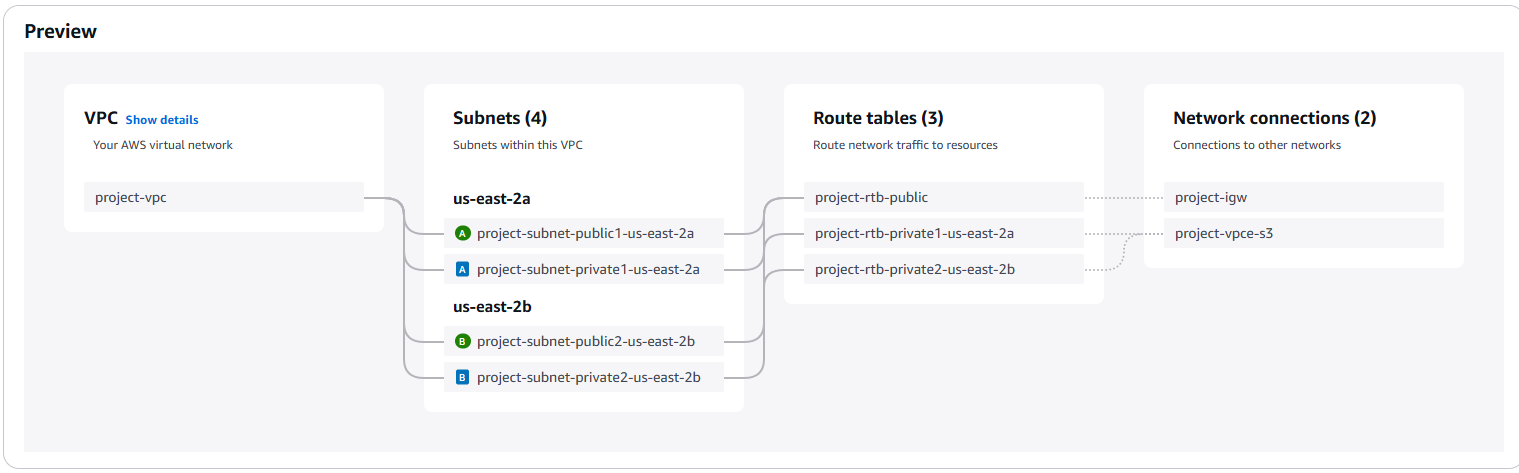 Preview
VPC Show details
Your AWS virtual network
project-vpc
Subnets (4)
Subnets within this VPC
us-east-2a
A project-subnet-public1-us-east-2a
A project-subnet-private1-us-east-2a
us-east-2b
B project-subnet-public2-us-east-2b
B project-subnet-private2-us-east-2b
Route tables (3)
Route network traffic to resources
project-rtb-public
project-rtb-private1-us-east-2a
project-rtb-private2-us-east-2b
Network connections (2)
Connections to other networks
project-igw
project-vpce-s3